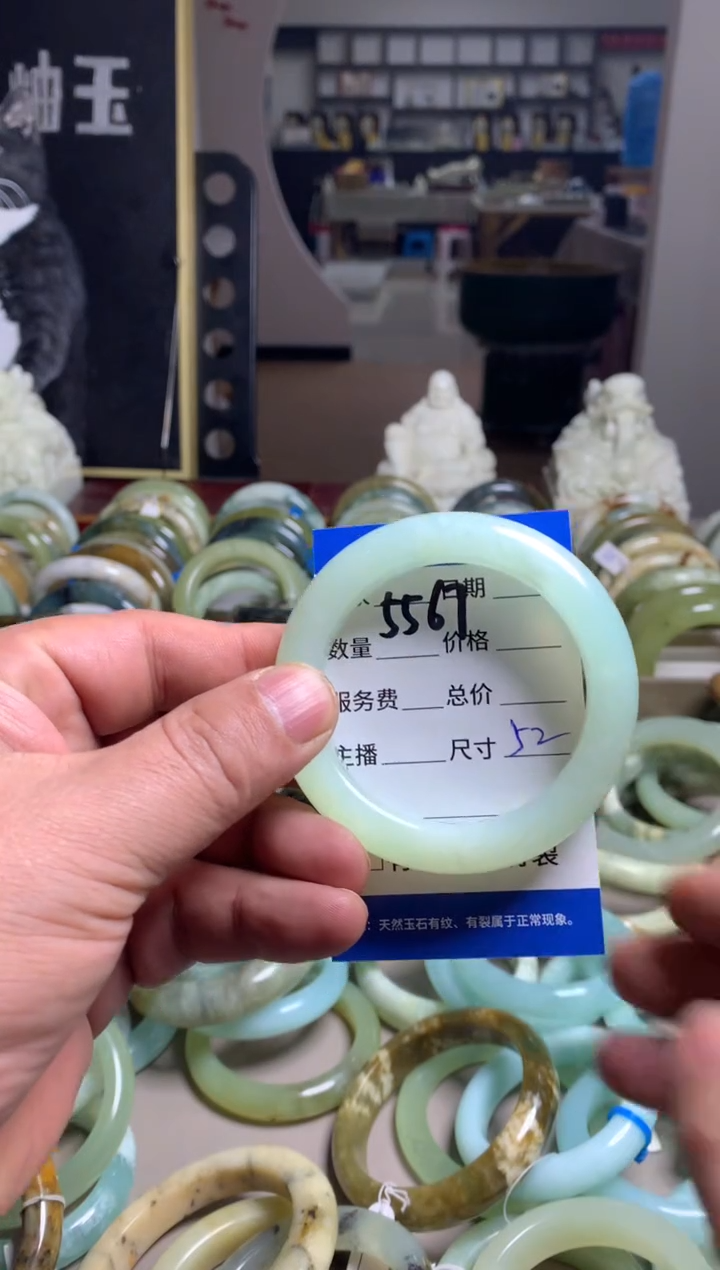 岫玉
5567
日期
数量 价格
服务费 总价
主播 尺寸 52
天然玉石有纹、有裂属于正常现象。